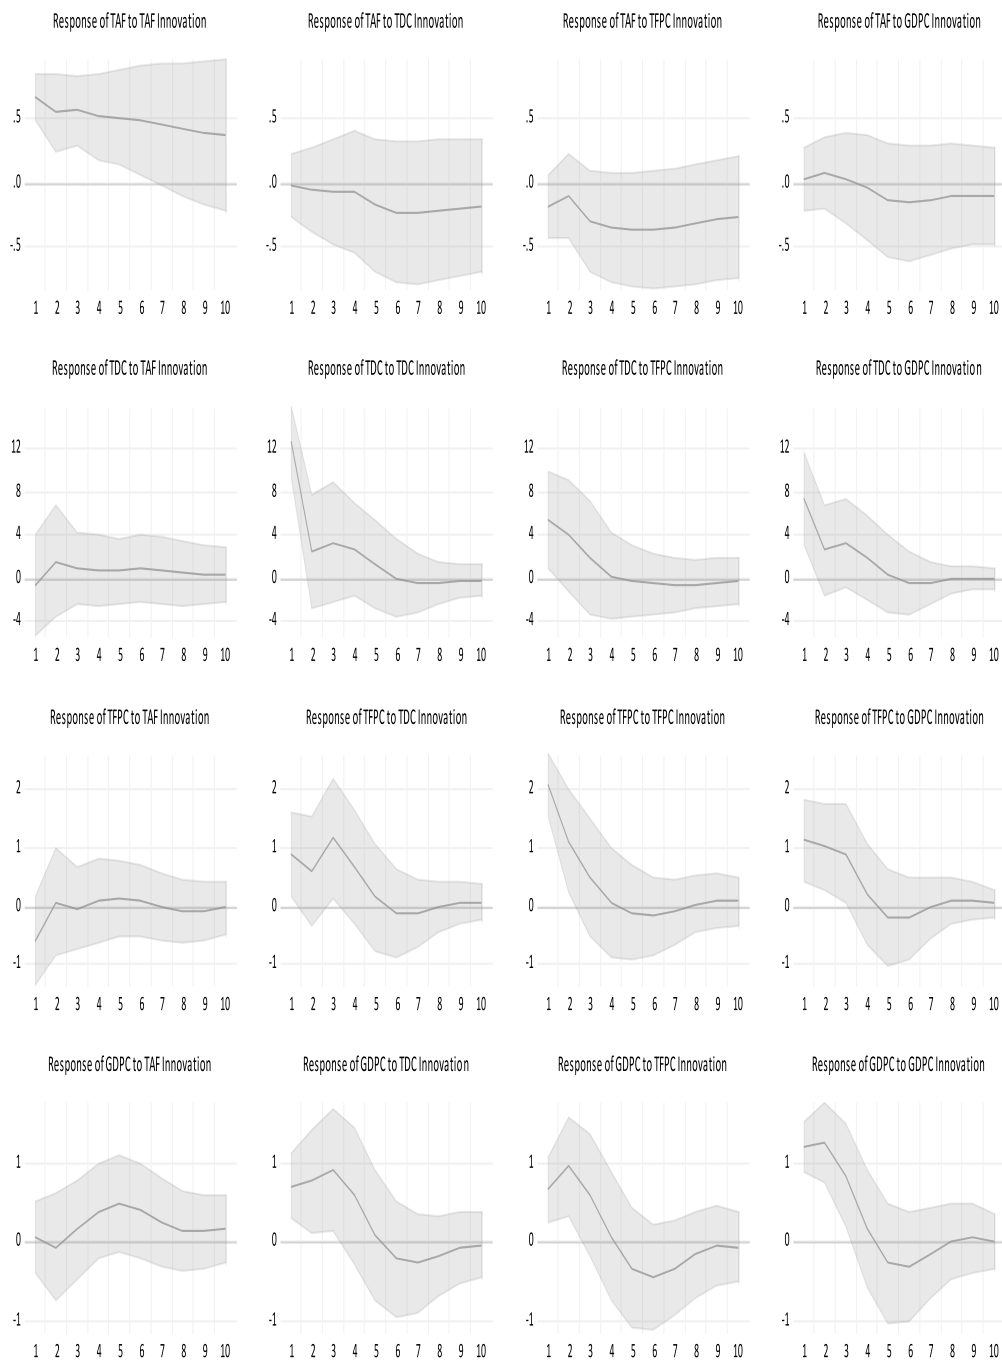 Response of TAF to TAF Innovation
Response of TAF to TDC Innovation
Response of TAF to TFPC Innovation
Response of TAF to GDPC Innovation
.5
.0
-.5
1 2 3 4 5 6 7 8 9 10
.5
.0
-.5
1 2 3 4 5 6 7 8 9 10
.5
.0
-.5
1 2 3 4 5 6 7 8 9 10
.5
.0
-.5
1 2 3 4 5 6 7 8 9 10
Response of TDC to TAF Innovation
Response of TDC to TDC Innovation
Response of TDC to TFPC Innovation
Response of TDC to GDPC Innovation
12
8
4
0
-4
1 2 3 4 5 6 7 8 9 10
12
8
4
0
-4
1 2 3 4 5 6 7 8 9 10
12
8
4
0
-4
1 2 3 4 5 6 7 8 9 10
12
8
4
0
-4
1 2 3 4 5 6 7 8 9 10
Response of TFPC to TAF Innovation
Response of TFPC to TDC Innovation
Response of TFPC to TFPC Innovation
Response of TFPC to GDPC Innovation
2
1
0
-1
1 2 3 4 5 6 7 8 9 10
2
1
0
-1
1 2 3 4 5 6 7 8 9 10
2
1
0
-1
1 2 3 4 5 6 7 8 9 10
2
1
0
-1
1 2 3 4 5 6 7 8 9 10
Response of GDPC to TAF Innovation
Response of GDPC to TDC Innovation
Response of GDPC to TFPC Innovation
Response of GDPC to GDPC Innovation
1
0
-1
1 2 3 4 5 6 7 8 9 10
1
0
-1
1 2 3 4 5 6 7 8 9 10
1
0
-1
1 2 3 4 5 6 7 8 9 10
1
0
-1
1 2 3 4 5 6 7 8 9 10